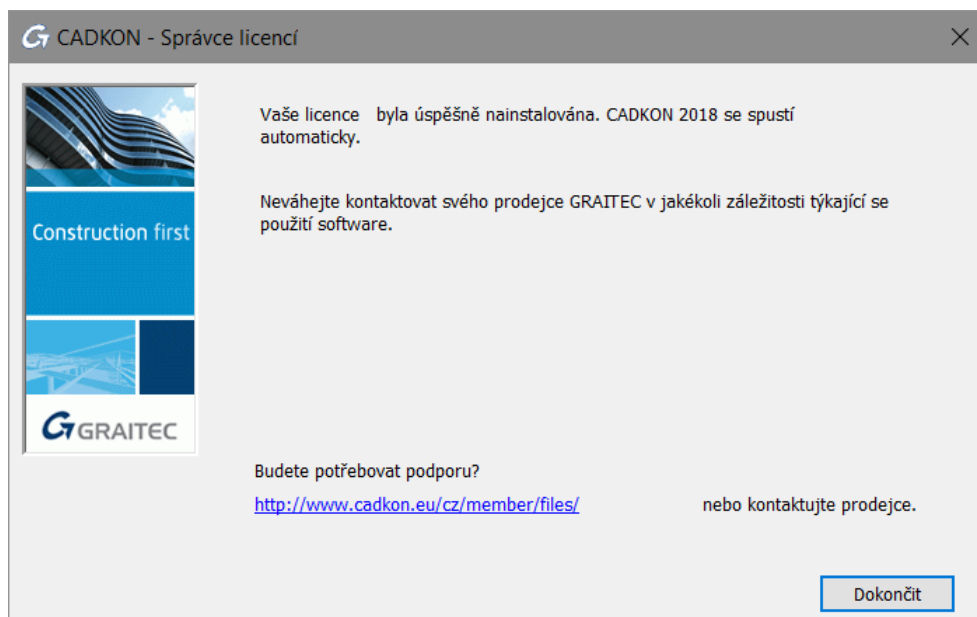 CADKON - Správce licencí
Vaše licence   byla úspěšně nainstalována. CADKON 2018 se spustí
automaticky.
Neváhejte kontaktovat svého prodejce GRAITEC v jakékoli záležitosti týkající se
použití software.
Construction first
GRAITEC
Budete potřebovat podporu?
http://www.cadkon.eu/cz/member/files/ nebo kontaktujte prodejce.
Dokončit